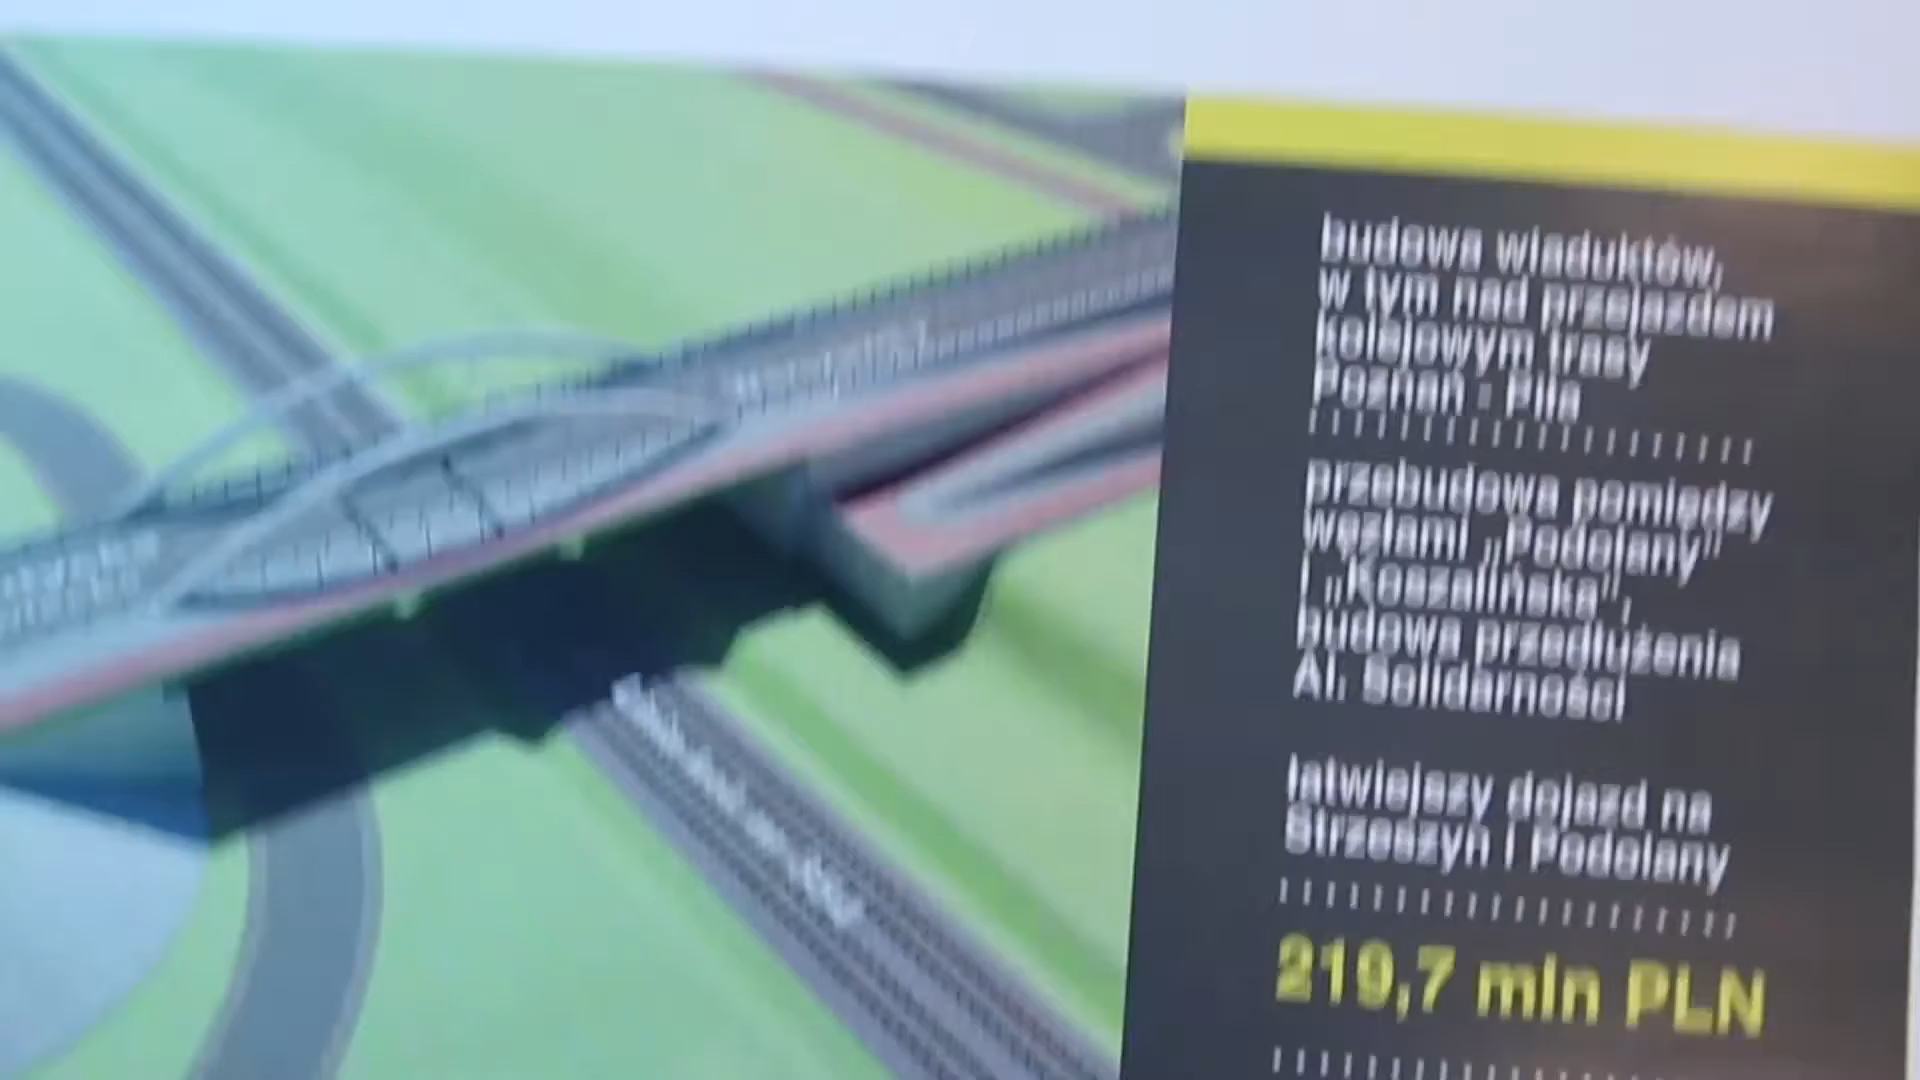 budowa wiaduktów,
w tym nad przejazdem
kolejowym trasy
Poznań - Piła
przebudowa pomiędzy
węzłami „Podolany”
i „Koszalińska”,
budowa przedłużenia
Al. Solidarności
łatwiejszy dojazd na
Strzeszyn i Podolany
219,7 mln PLN